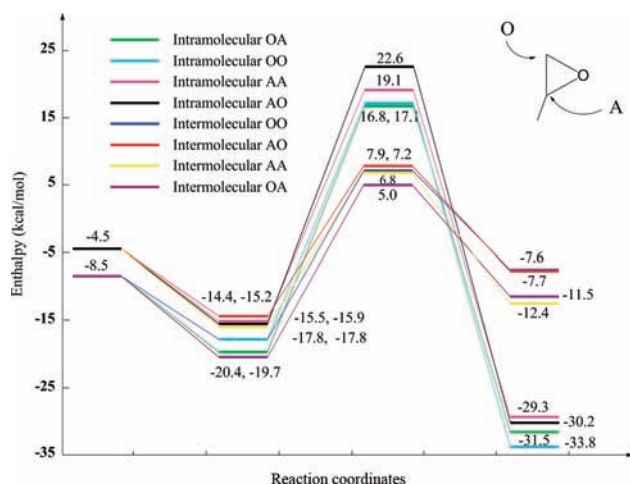 25
15
5
-5
-15
-25
-35
Enthalpy (kcal/mol)
Reaction coordinates
Intramolecular OA
Intramolecular OO
Intramolecular AA
Intramolecular AO
Intermolecular OO
Intermolecular AO
Intermolecular AA
Intermolecular OA
O
O
A
22.6
19.1
16.8, 17.1
7.9, 7.2
6.8
5.0
-4.5
-8.5
-14.4, -15.2
-15.5, -15.9
-17.8, -17.8
-20.4, -19.7
-7.6
-7.7
-11.5
-12.4
-29.3
-30.2
-31.5
-33.8